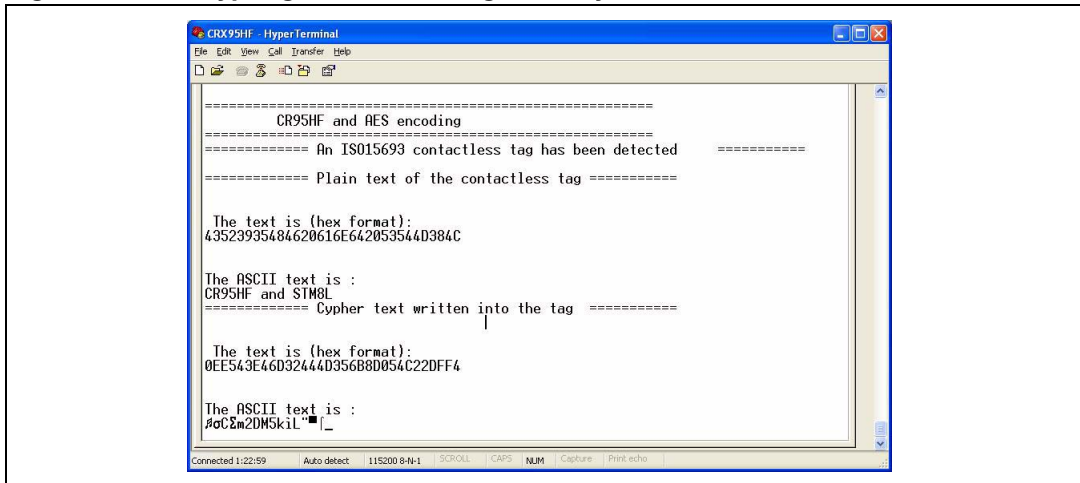 CRX95HF - HyperTerminal
File Edit View Call Transfer Help
========================================================
CR95HF and AES encoding
========================================================
============= An ISO15693 contactless tag has been detected ===========
============= Plain text of the contactless tag ===========
The text is (hex format):
43523935484620616E642053544D384C
The ASCII text is :
CR95HF and STM8L
============= Cypher text written into the tag ===========
The text is (hex format):
0EE543E46D32444D356B8D054C22DFF4
The ASCII text is :
♬σCΣm2DM5kìL"▀⌠_
Connected 1:22:59 Auto detect 115200 8-N-1 SCROLL CAPS NUM Capture Print echo